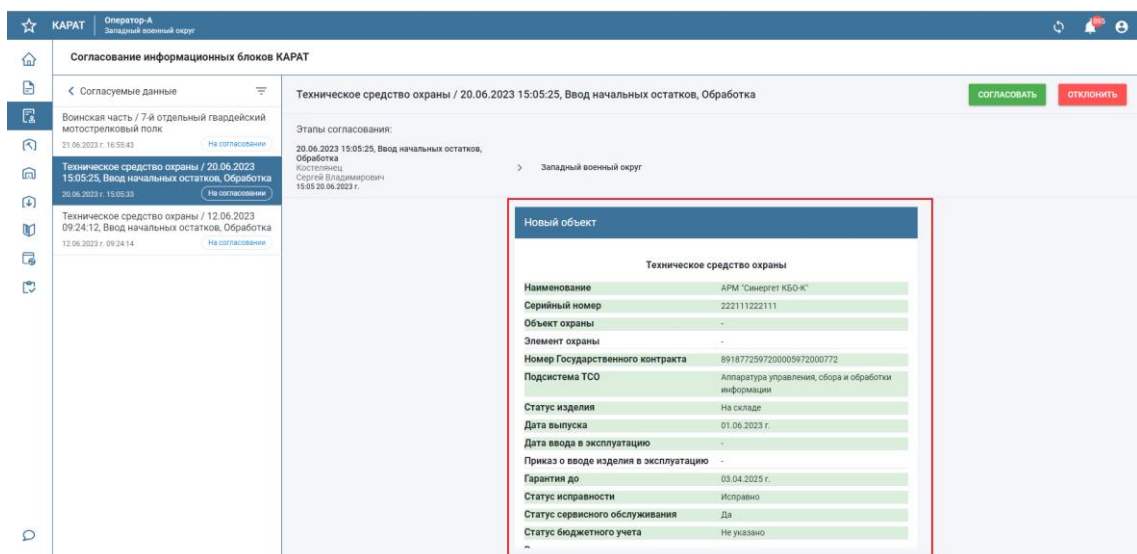 КАРАТ
Оператор-А
Западный военный округ
Согласование информационных блоков КАРАТ
Согласуемые данные
Воинская часть / 7-й отдельный гвардейский
мотострелковый полк
21.06.2023 г. 16:55:43
На согласовании
Техническое средство охраны / 20.06.2023
15:05:25, Ввод начальных остатков, Обработка
20.06.2023 г. 15:05:33
На согласовании
Техническое средство охраны / 12.06.2023
09:24:12, Ввод начальных остатков, Обработка
12.06.2023 г. 09:24:14
На согласовании
Техническое средство охраны / 20.06.2023 15:05:25, Ввод начальных остатков, Обработка
СОГЛАСОВАТЬ
ОТКЛОНИТЬ
Этапы согласования:
20.06.2023 15:05:25, Ввод начальных остатков,
Обработка
Костелянец
Сергей Владимирович
15:05 20.06.2023 г.
Западный военный округ
Новый объект
Техническое средство охраны
Наименование АРМ "Синергет КБО-К"
Серийный номер 222111222111
Объект охраны -
Элемент охраны -
Номер Государственного контракта 8918772597200005972000772
Подсистема ТСО Аппаратура управления, сбора и обработки
информации
Статус изделия На складе
Дата выпуска 01.06.2023 г.
Дата ввода в эксплуатацию -
Приказ о вводе изделия в эксплуатацию -
Гарантия до 03.04.2025 г.
Статус исправности Исправно
Статус сервисного обслуживания Да
Статус бюджетного учета Не указано